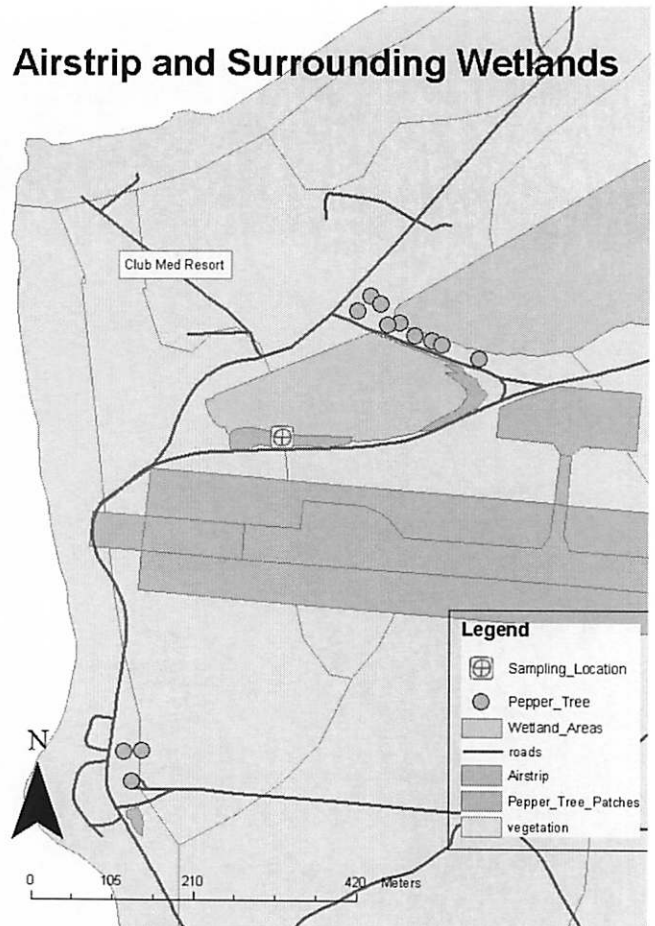 Airstrip and Surrounding Wetlands
Club Med Resort
Legend
Sampling_Location
Pepper_Tree
Wetland_Areas
roads
Airstrip
Pepper_Tree_Patches
vegetation
N
0 105 210 420 Meters